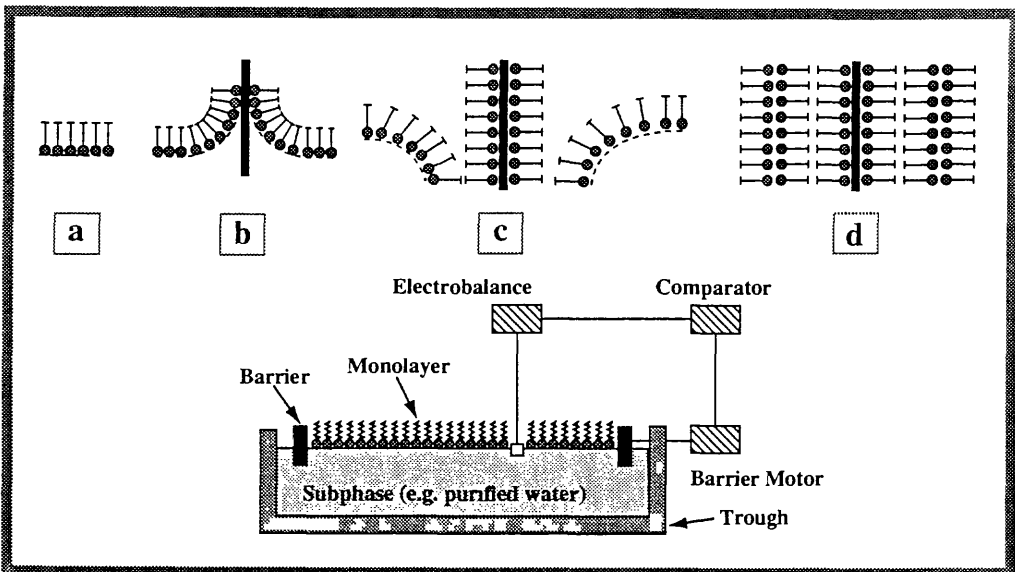 a
b
c
d
Electrobalance
Comparator
Barrier
Monolayer
Barrier Motor
Subphase (e.g. purified water)
Trough